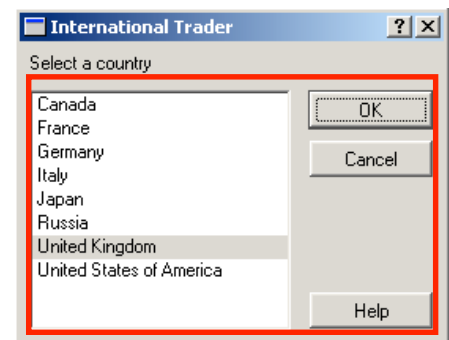 International Trader
Select a country
Canada
France
Germany
Italy
Japan
Russia
United Kingdom
United States of America
OK
Cancel
Help